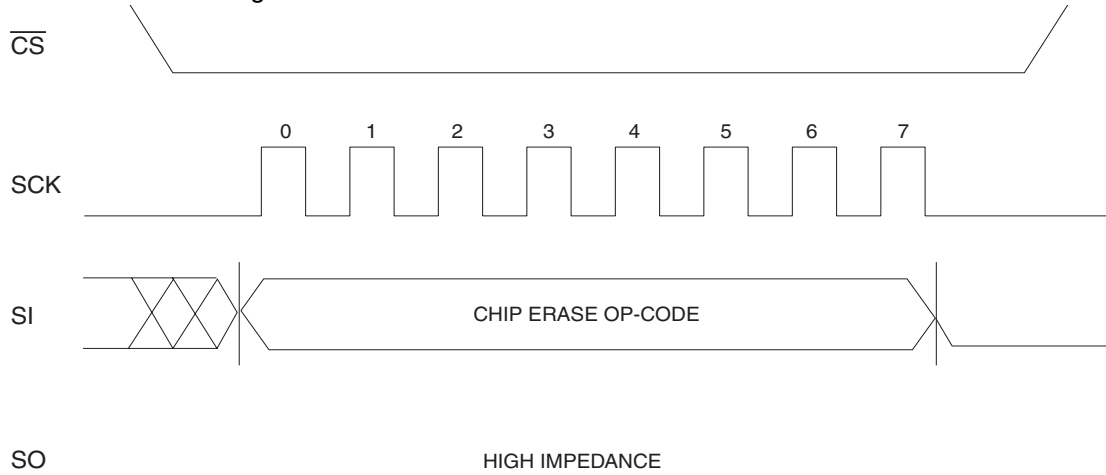 CS
0 1 2 3 4 5 6 7
SCK
SI CHIP ERASE OP-CODE
SO HIGH IMPEDANCE